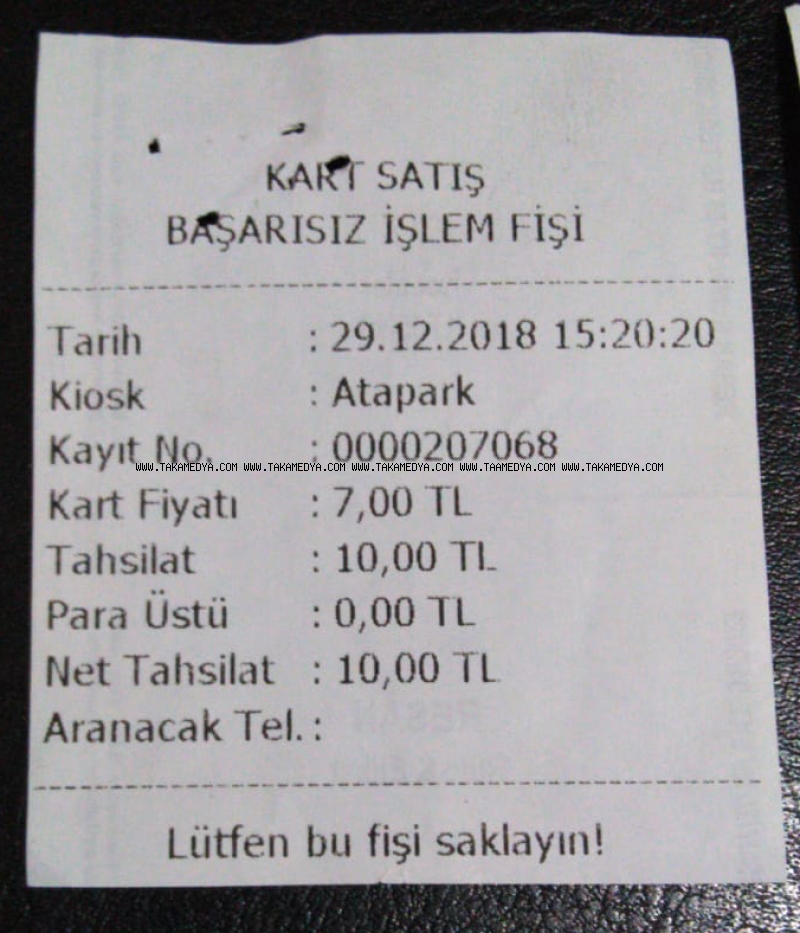 KART SATIŞ
BAŞARISIZ İŞLEM FİŞİ
Tarih : 29.12.2018 15:20:20
Kiosk : Atapark
Kayıt No. : 0000207068
WWW.TAKAMEDYA.COM WWW.TAKAMEDYA.COM WWW.TAKAMEDYA.COM WWW.TAAMEDYA.COM WWW.TAKAMEDYA.COM
Kart Fiyatı : 7,00 TL
Tahsilat : 10,00 TL
Para Üstü : 0,00 TL
Net Tahsilat : 10,00 TL
Aranacak Tel. :
Lütfen bu fişi saklayın!